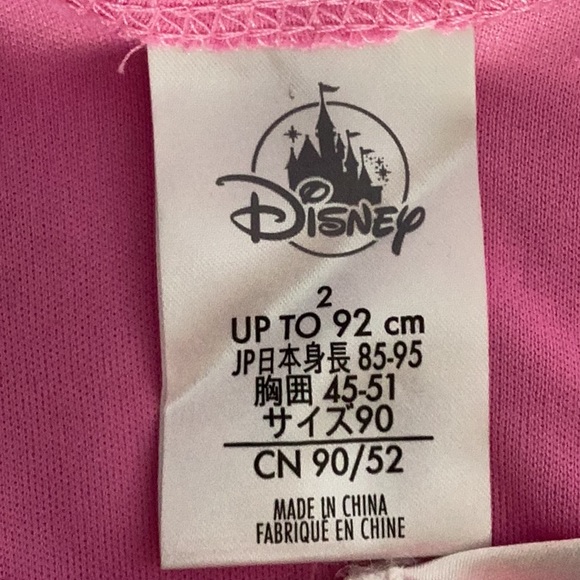 Disney
2
UP TO 92 cm
JP日本身長 85-95
胸囲 45-51
サイズ90
CN 90/52
MADE IN CHINA
FABRIQUÉ EN CHINE